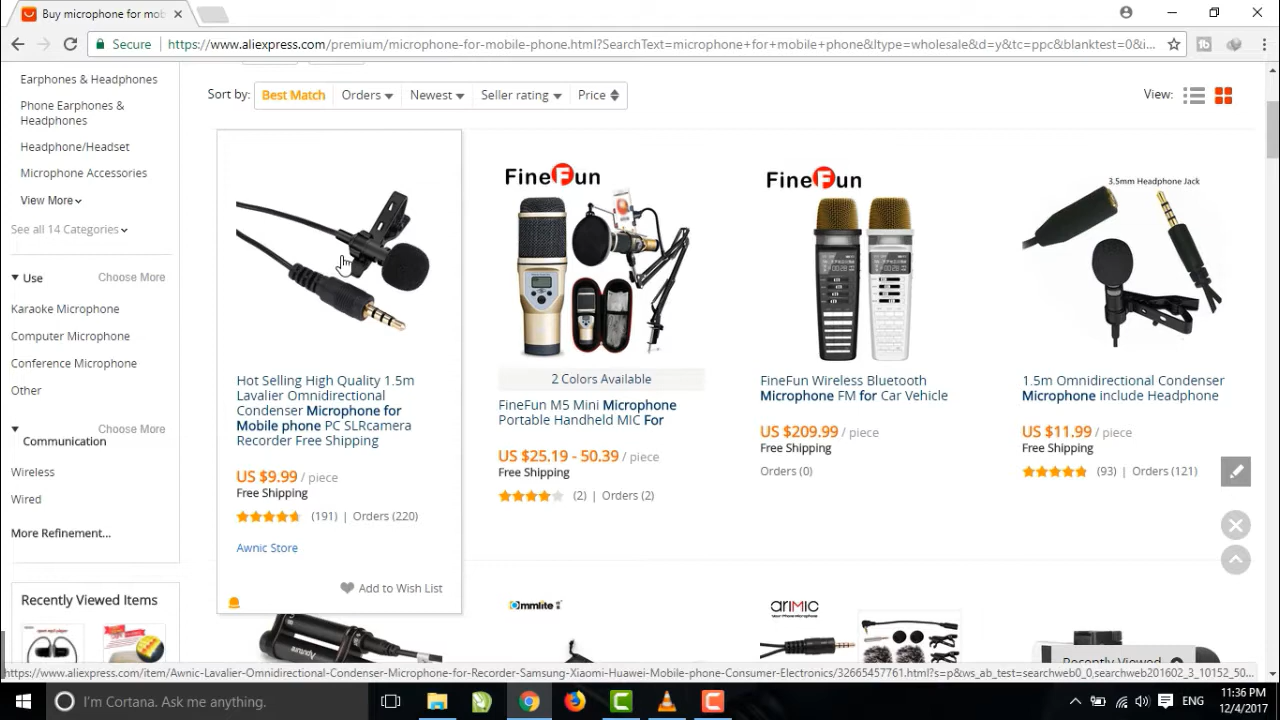 Buy microphone for mob
Secure
https://www.aliexpress.com/premium/microphone-for-mobile-phone.html?SearchText=microphone+for+mobile+phone&ltype=wholesale&d=y&tc=ppc&blanktest=0&i...
Earphones & Headphones
Phone Earphones &
Headphones
Headphone/Headset
Microphone Accessories
View More
See all 14 Categories
Use
Choose More
Karaoke Microphone
Computer Microphone
Conference Microphone
Other
Choose More
Communication
Wireless
Wired
More Refinement...
Recently Viewed Items
Sort by:
Best Match
Orders
Newest
Seller rating
Price
View:
Hot Selling High Quality 1.5m
Lavalier Omnidirectional
Condenser Microphone for
Mobile phone PC SLRcamera
Recorder Free Shipping
US $9.99 / piece
Free Shipping
(191) | Orders (220)
Awnic Store
Add to Wish List
FineFun
2 Colors Available
FineFun M5 Mini Microphone
Portable Handheld MIC For
US $25.19 - 50.39 / piece
Free Shipping
(2) | Orders (2)
FineFun
FineFun Wireless Bluetooth
Microphone FM for Car Vehicle
US $209.99 / piece
Free Shipping
Orders (0)
3.5mm Headphone Jack
1.5m Omnidirectional Condenser
Microphone include Headphone
US $11.99 / piece
Free Shipping
(93) | Orders (121)
Aputure
Commlite
ariMiC
Recently Viewed
https://www.aliexpress.com/item/Awnic-Lavalier-Omnidirectional-Condenser-Microphone-for-Recorder-Samsung-Xiaomi-Huawei-Mobile-phone-Consumer-Electronics/32665457761.html?s=p&ws_ab_test=searchweb0_0,searchweb201602_3_10152_50...
I'm Cortana. Ask me anything.
ENG
11:36 PM
12/4/2017